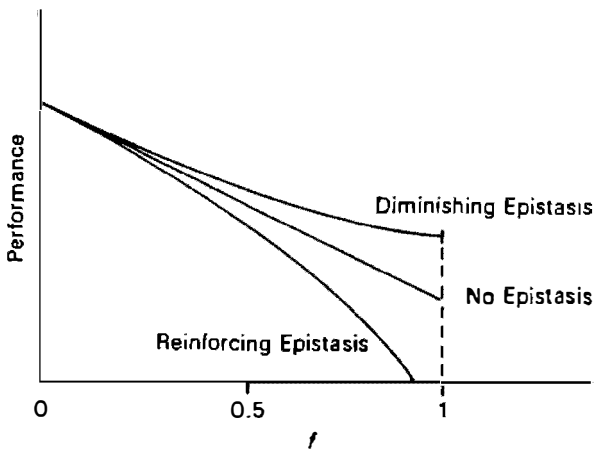 Performance
Diminishing Epistasis
No Epistasis
Reinforcing Epistasis
0
0.5
1
f